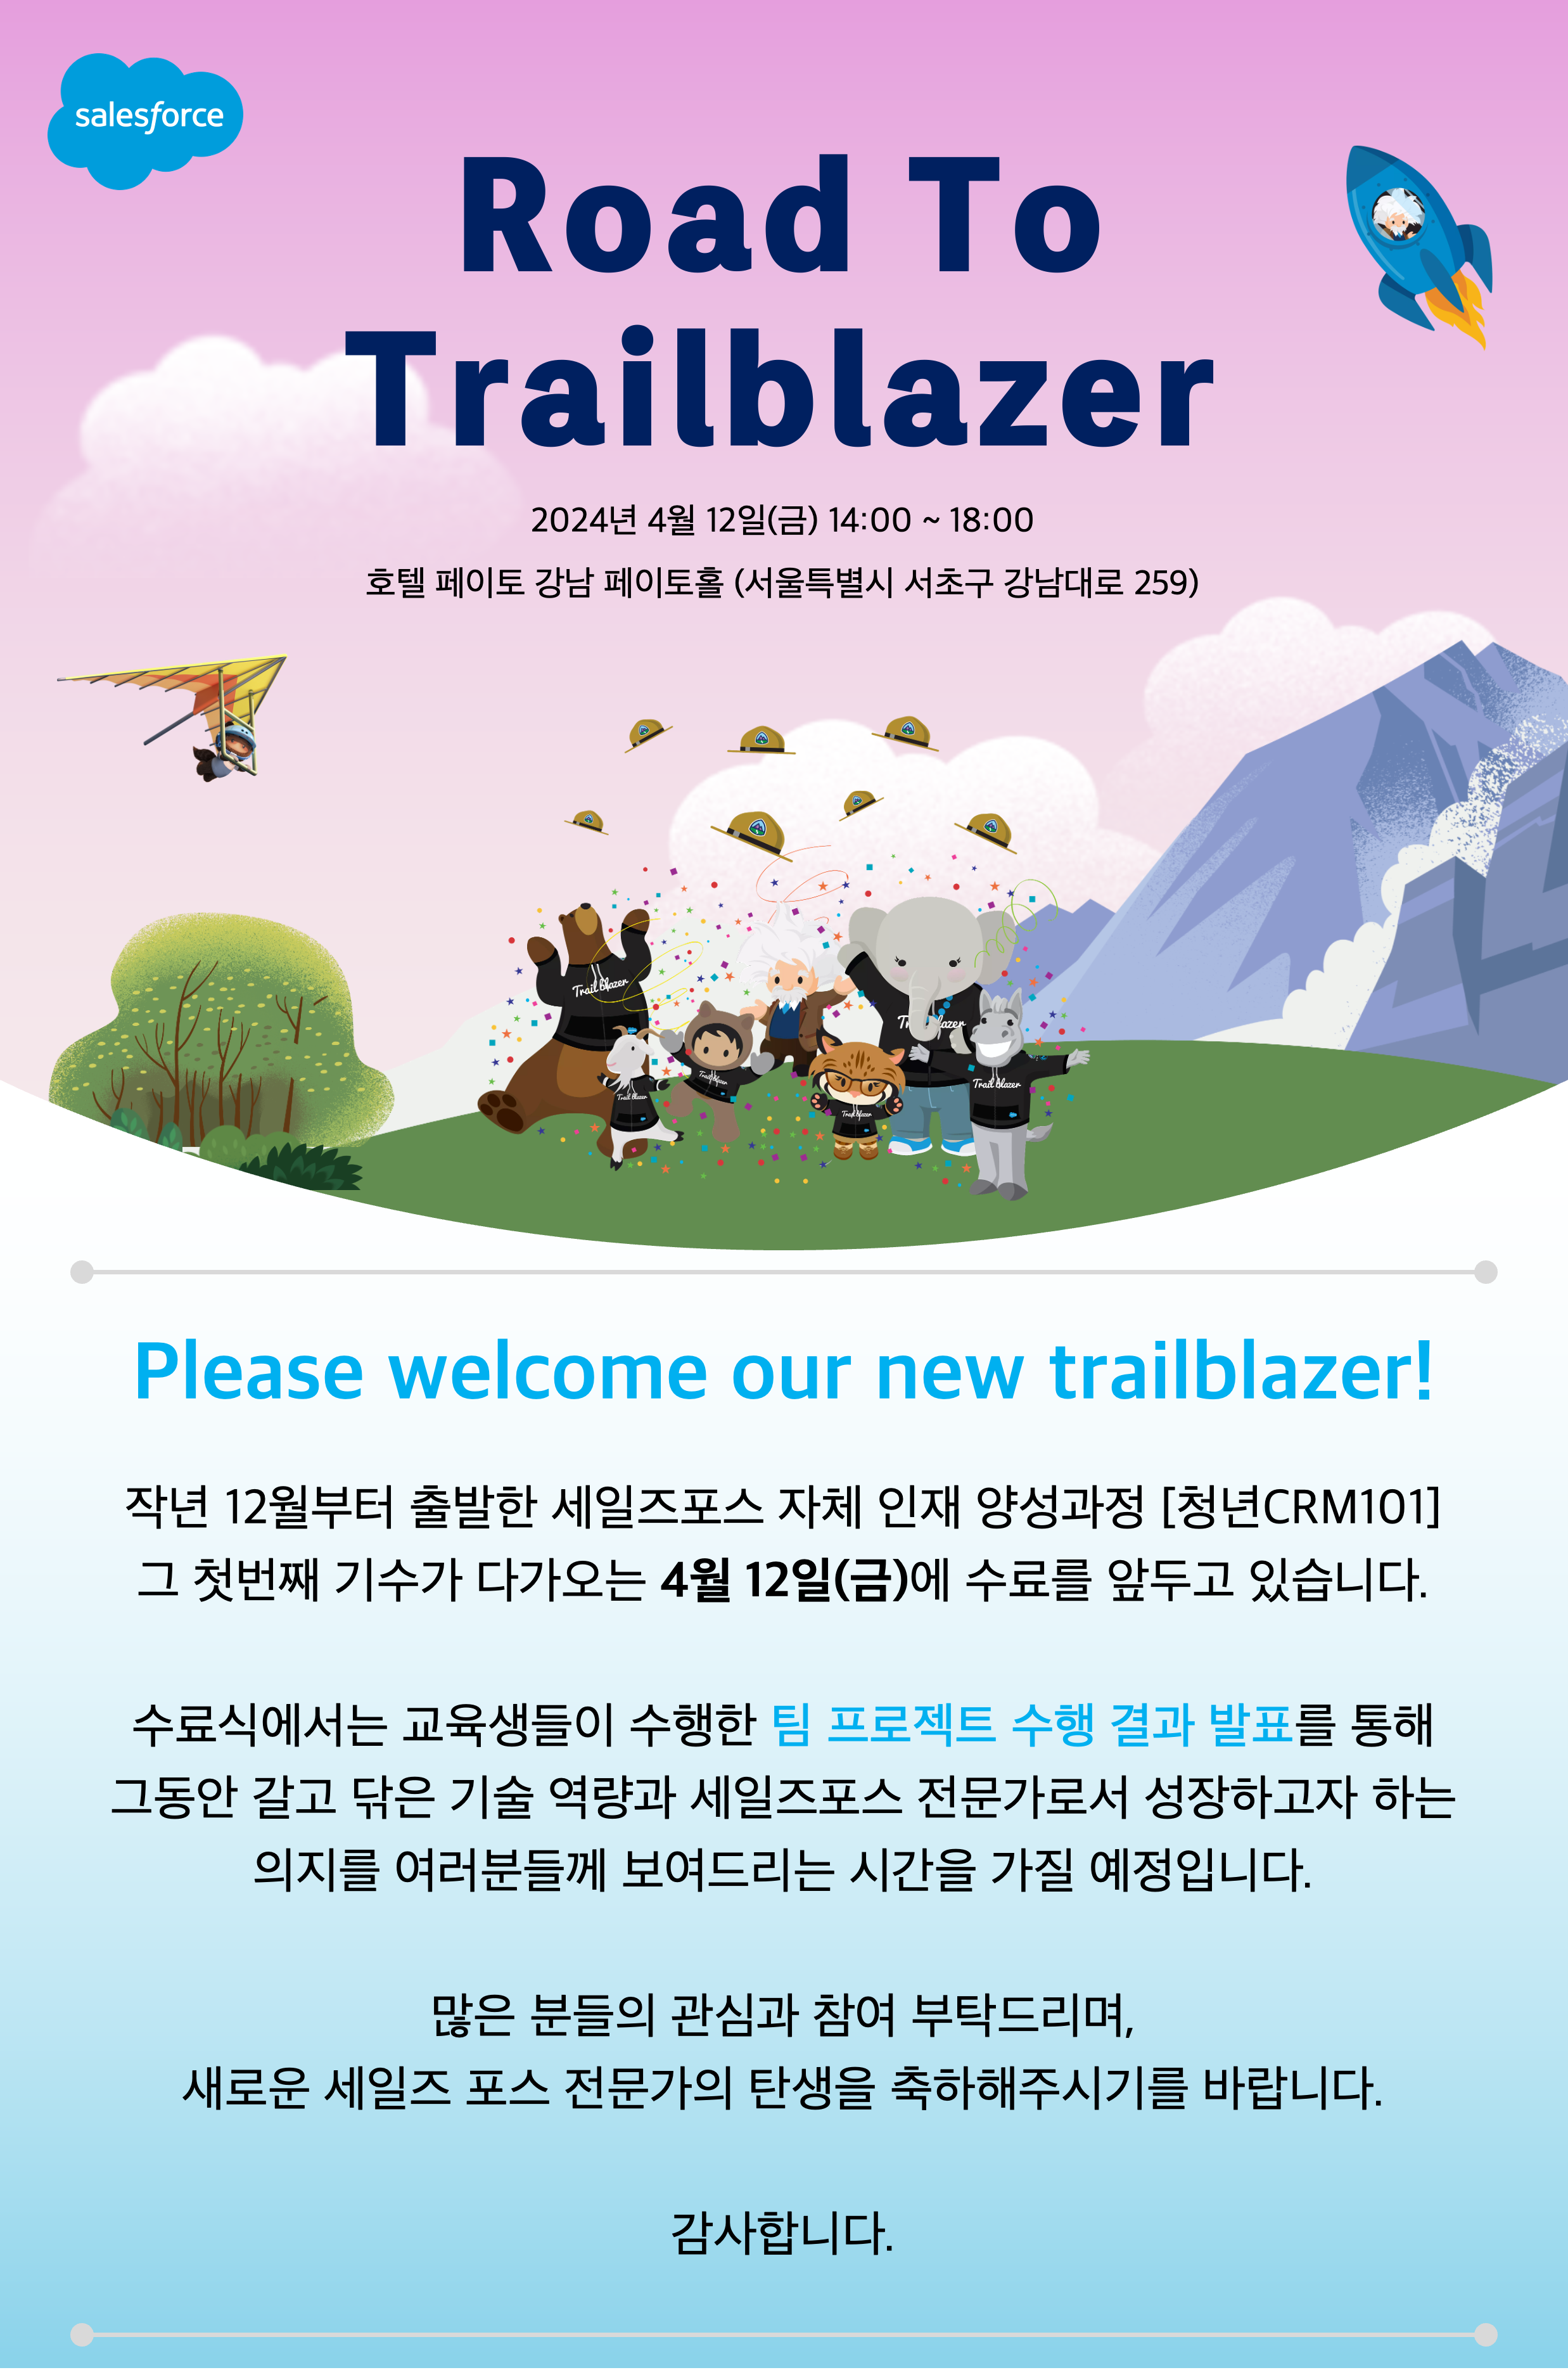 salesforce
Road To
Trailblazer
2024년 4월 12일(금) 14:00 ~ 18:00
호텔 페이토 강남 페이토홀 (서울특별시 서초구 강남대로 259)
Trail blazer
Trail blazer
Trailblazer
Trail blazer
Trailblazer
Trail blazer
Please welcome our new trailblazer!
작년 12월부터 출발한 세일즈포스 자체 인재 양성과정 [청년CRM101]
그 첫번째 기수가 다가오는 4월 12일(금)에 수료를 앞두고 있습니다.
수료식에서는 교육생들이 수행한 팀 프로젝트 수행 결과 발표를 통해
그동안 갈고 닦은 기술 역량과 세일즈포스 전문가로서 성장하고자 하는
의지를 여러분들께 보여드리는 시간을 가질 예정입니다.
많은 분들의 관심과 참여 부탁드리며,
새로운 세일즈 포스 전문가의 탄생을 축하해주시기를 바랍니다.
감사합니다.